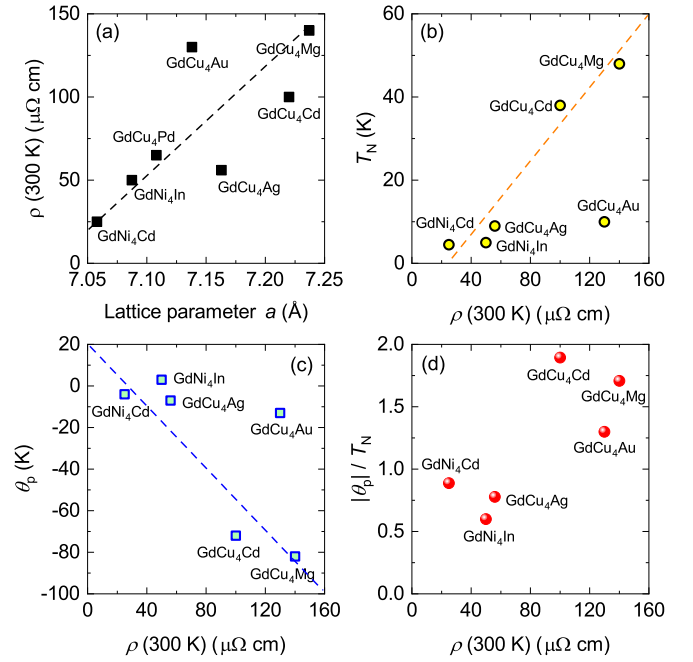 (a)
GdCu₄Mg
GdCu₄Au
GdCu₄Cd
GdCu₄Pd
GdCu₄Ag
GdNi₄In
GdNi₄Cd
150
100
50
0
ρ (300 K) (μΩ cm)
7.05 7.10 7.15 7.20 7.25
Lattice parameter a (Å)
(b)
GdCu₄Mg
GdCu₄Cd
GdCu₄Au
GdNi₄Cd
GdCu₄Ag
GdNi₄In
60
40
20
0
T_N (K)
0 40 80 120 160
ρ (300 K) (μΩ cm)
(c)
GdNi₄In
GdNi₄Cd
GdCu₄Ag
GdCu₄Au
GdCu₄Cd
GdCu₄Mg
20
0
-20
-40
-60
-80
-100
θ_p (K)
0 40 80 120 160
ρ (300 K) (μΩ cm)
(d)
GdCu₄Cd
GdCu₄Mg
GdCu₄Au
GdNi₄Cd
GdCu₄Ag
GdNi₄In
2.0
1.5
1.0
0.5
0.0
|θ_p| / T_N
0 40 80 120 160
ρ (300 K) (μΩ cm)